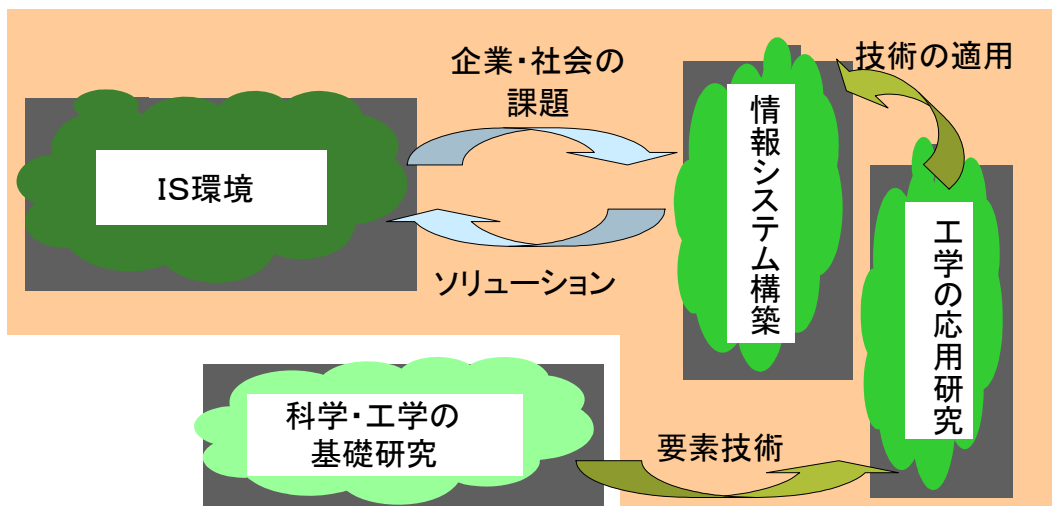 企業・社会の
課題
技術の適用
IS環境
情報システム構築
工学の応用研究
ソリューション
科学・工学の
基礎研究
要素技術